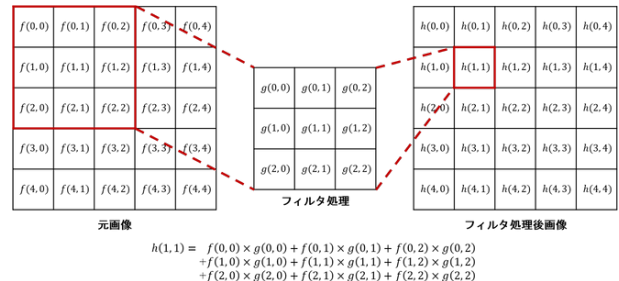 f(0,0) f(0,1) f(0,2) f(0,3) f(0,4)
f(1,0) f(1,1) f(1,2) f(1,3) f(1,4)
f(2,0) f(2,1) f(2,2) f(2,3) f(2,4)
f(3,0) f(3,1) f(3,2) f(3,3) f(3,4)
f(4,0) f(4,1) f(4,2) f(4,3) f(4,4)
元画像
g(0,0) g(0,1) g(0,2)
g(1,0) g(1,1) g(1,2)
g(2,0) g(2,1) g(2,2)
フィルタ処理
h(0,0) h(0,1) h(0,2) h(0,3) h(0,4)
h(1,0) h(1,1) h(1,2) h(1,3) h(1,4)
h(2,0) h(2,1) h(2,2) h(2,3) h(2,4)
h(3,0) h(3,1) h(3,2) h(3,3) h(3,4)
h(4,0) h(4,1) h(4,2) h(4,3) h(4,4)
フィルタ処理後画像
h(1,1) = f(0,0) × g(0,0) + f(0,1) × g(0,1) + f(0,2) × g(0,2)
+f(1,0) × g(1,0) + f(1,1) × g(1,1) + f(1,2) × g(1,2)
+f(2,0) × g(2,0) + f(2,1) × g(2,1) + f(2,2) × g(2,2)